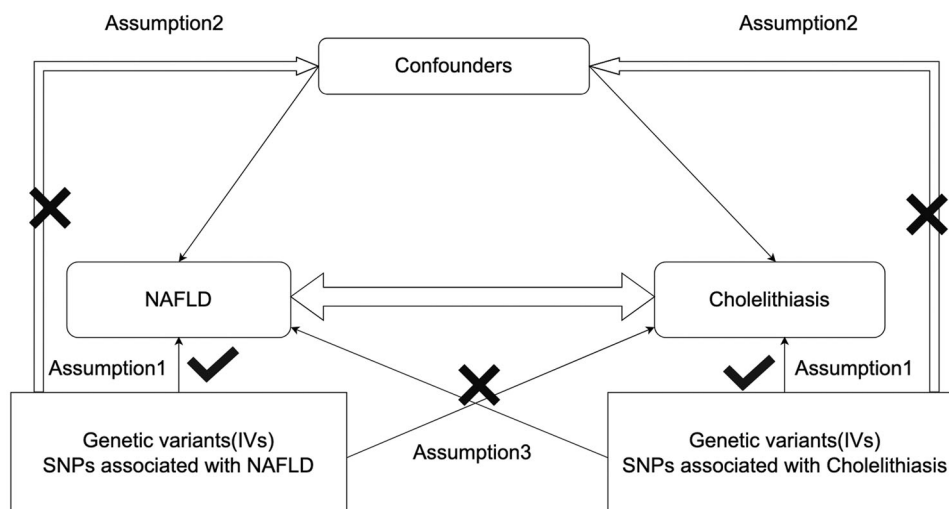 Assumption2
Assumption2
Confounders
NAFLD
Cholelithiasis
Assumption1
Assumption1
Genetic variants(IVs)
SNPs associated with NAFLD
Assumption3
Genetic variants(IVs)
SNPs associated with Cholelithiasis